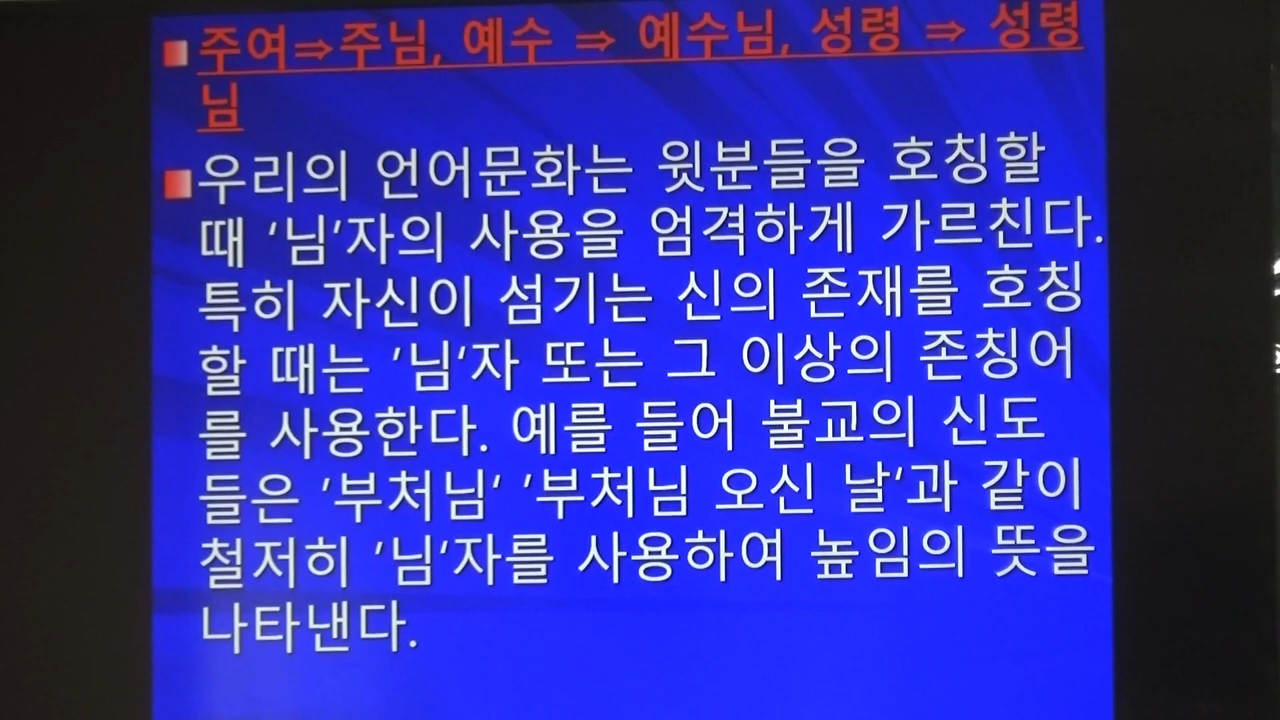 ■주여⇒주님, 예수 ⇒ 예수님, 성령 ⇒ 성령
님
■우리의 언어문화는 윗분들을 호칭할
때 ‘님’자의 사용을 엄격하게 가르친다.
특히 자신이 섬기는 신의 존재를 호칭
할 때는 ’님‘자 또는 그 이상의 존칭어
를 사용한다. 예를 들어 불교의 신도
들은 ’부처님‘ ’부처님 오신 날‘과 같이
철저히 ’님‘자를 사용하여 높임의 뜻을
나타낸다.